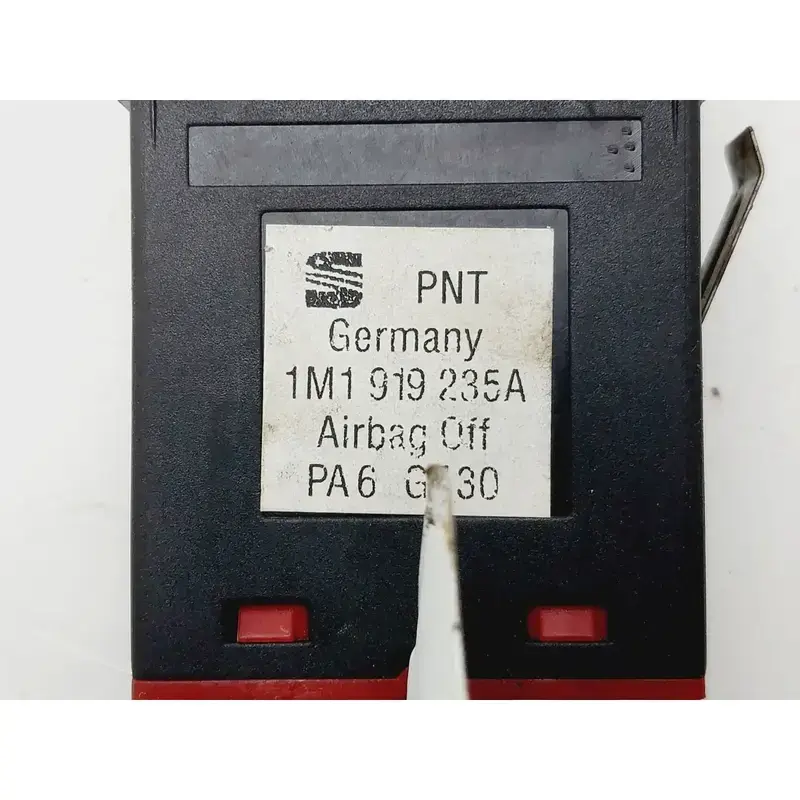 PNT
Germany
1M1 919 235A
Airbag Off
PA6